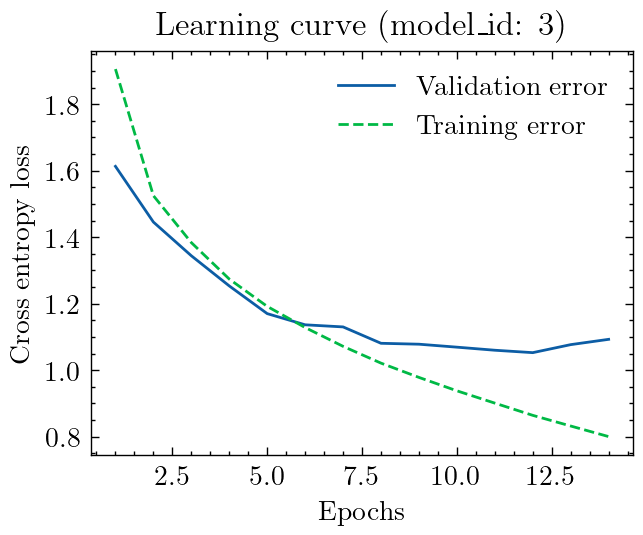 Learning curve (model_id: 3)
Validation error
Training error
Cross entropy loss
1.8
1.6
1.4
1.2
1.0
0.8
2.5 5.0 7.5 10.0 12.5
Epochs